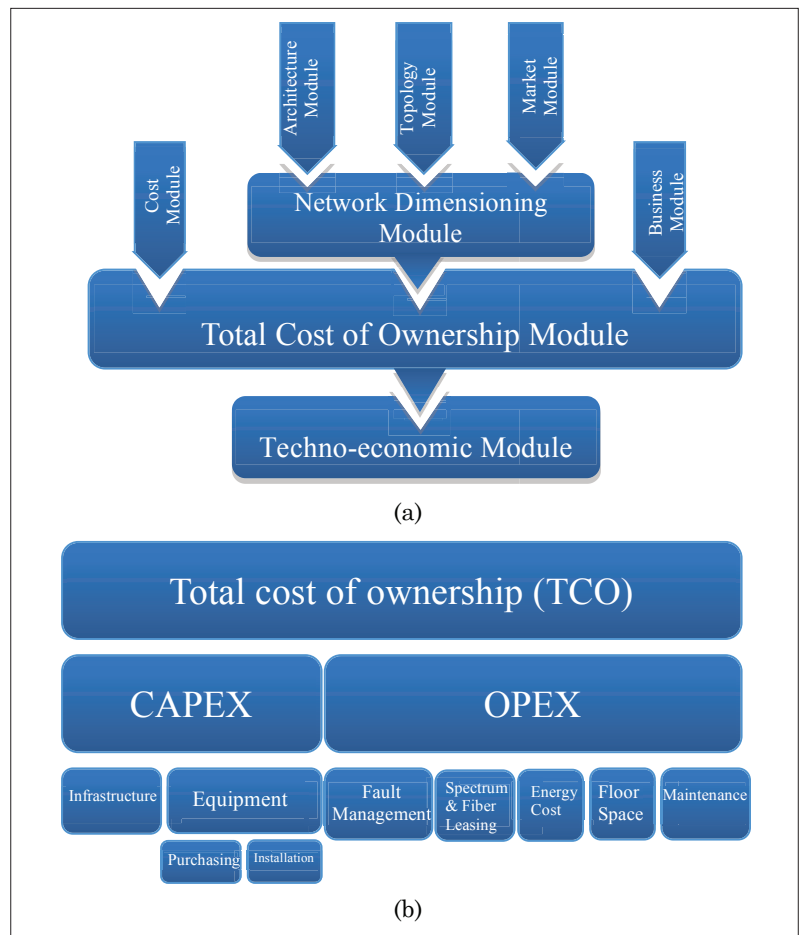 Architecture
Module
Topology
Module
Market
Module
Cost
Module
Network Dimensioning
Module
Business
Module
Total Cost of Ownership Module
Techno-economic Module
(a)
Total cost of ownership (TCO)
CAPEX
OPEX
Infrastructure
Equipment
Fault
Management
Spectrum
& Fiber
Leasing
Energy
Cost
Floor
Space
Maintenance
Purchasing
Installation
(b)